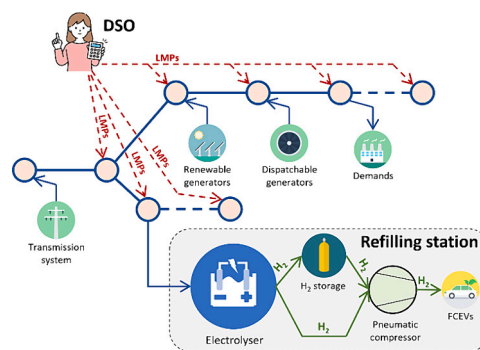 DSO
LMPs
LMPs
LMPs
LMPs
Renewable
generators
Dispatchable
generators
Demands
Transmission
system
Refilling station
H2
H2
H2 storage
H2
H2
Electrolyser
Pneumatic
compressor
FCEVs